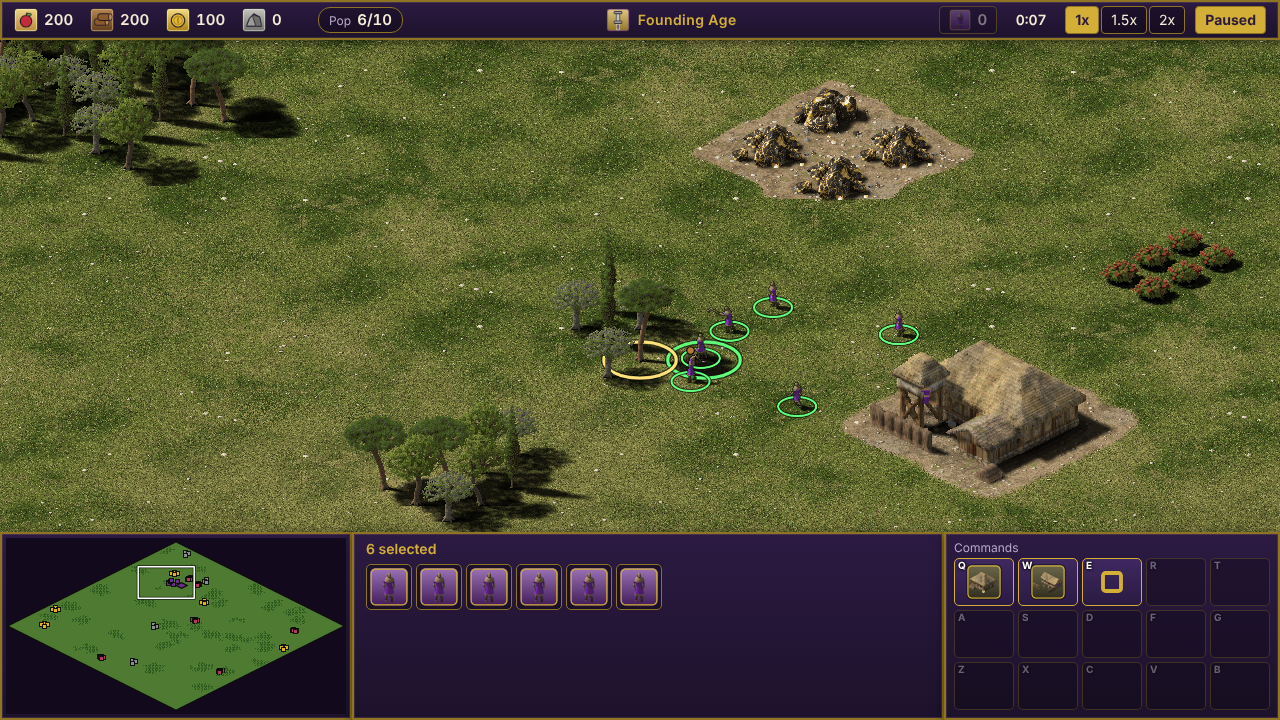 200 200 100 0 Pop 6/10 Founding Age 0 0:07 1x 1.5x 2x Paused
6 selected
Commands
Q W E R T
A S D F G
Z X C V B